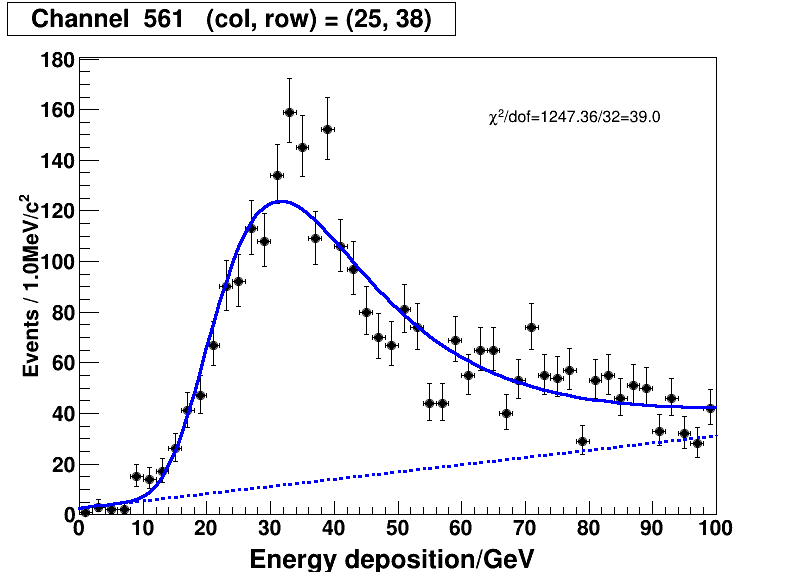 Channel 561 (col, row) = (25, 38)
χ²/dof=1247.36/32=39.0
Events / 1.0MeV/c²
180
160
140
120
100
80
60
40
20
0
0 10 20 30 40 50 60 70 80 90 100
Energy deposition/GeV